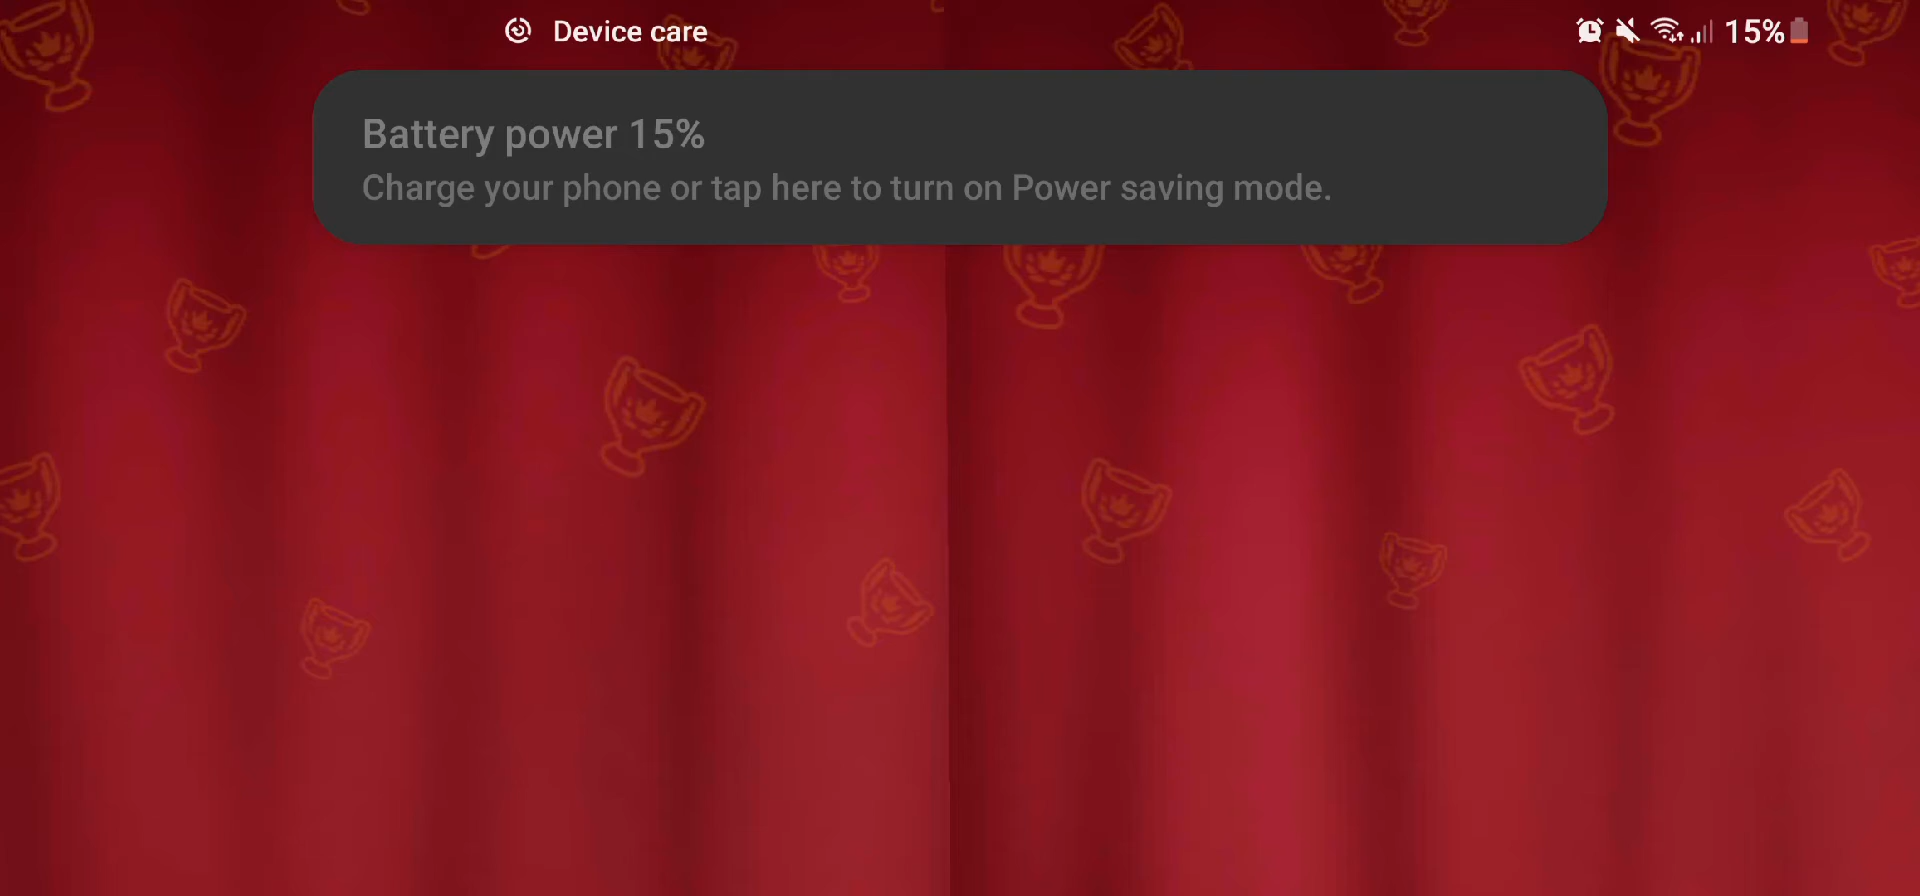 Device care
15%
Battery power 15%
Charge your phone or tap here to turn on Power saving mode.